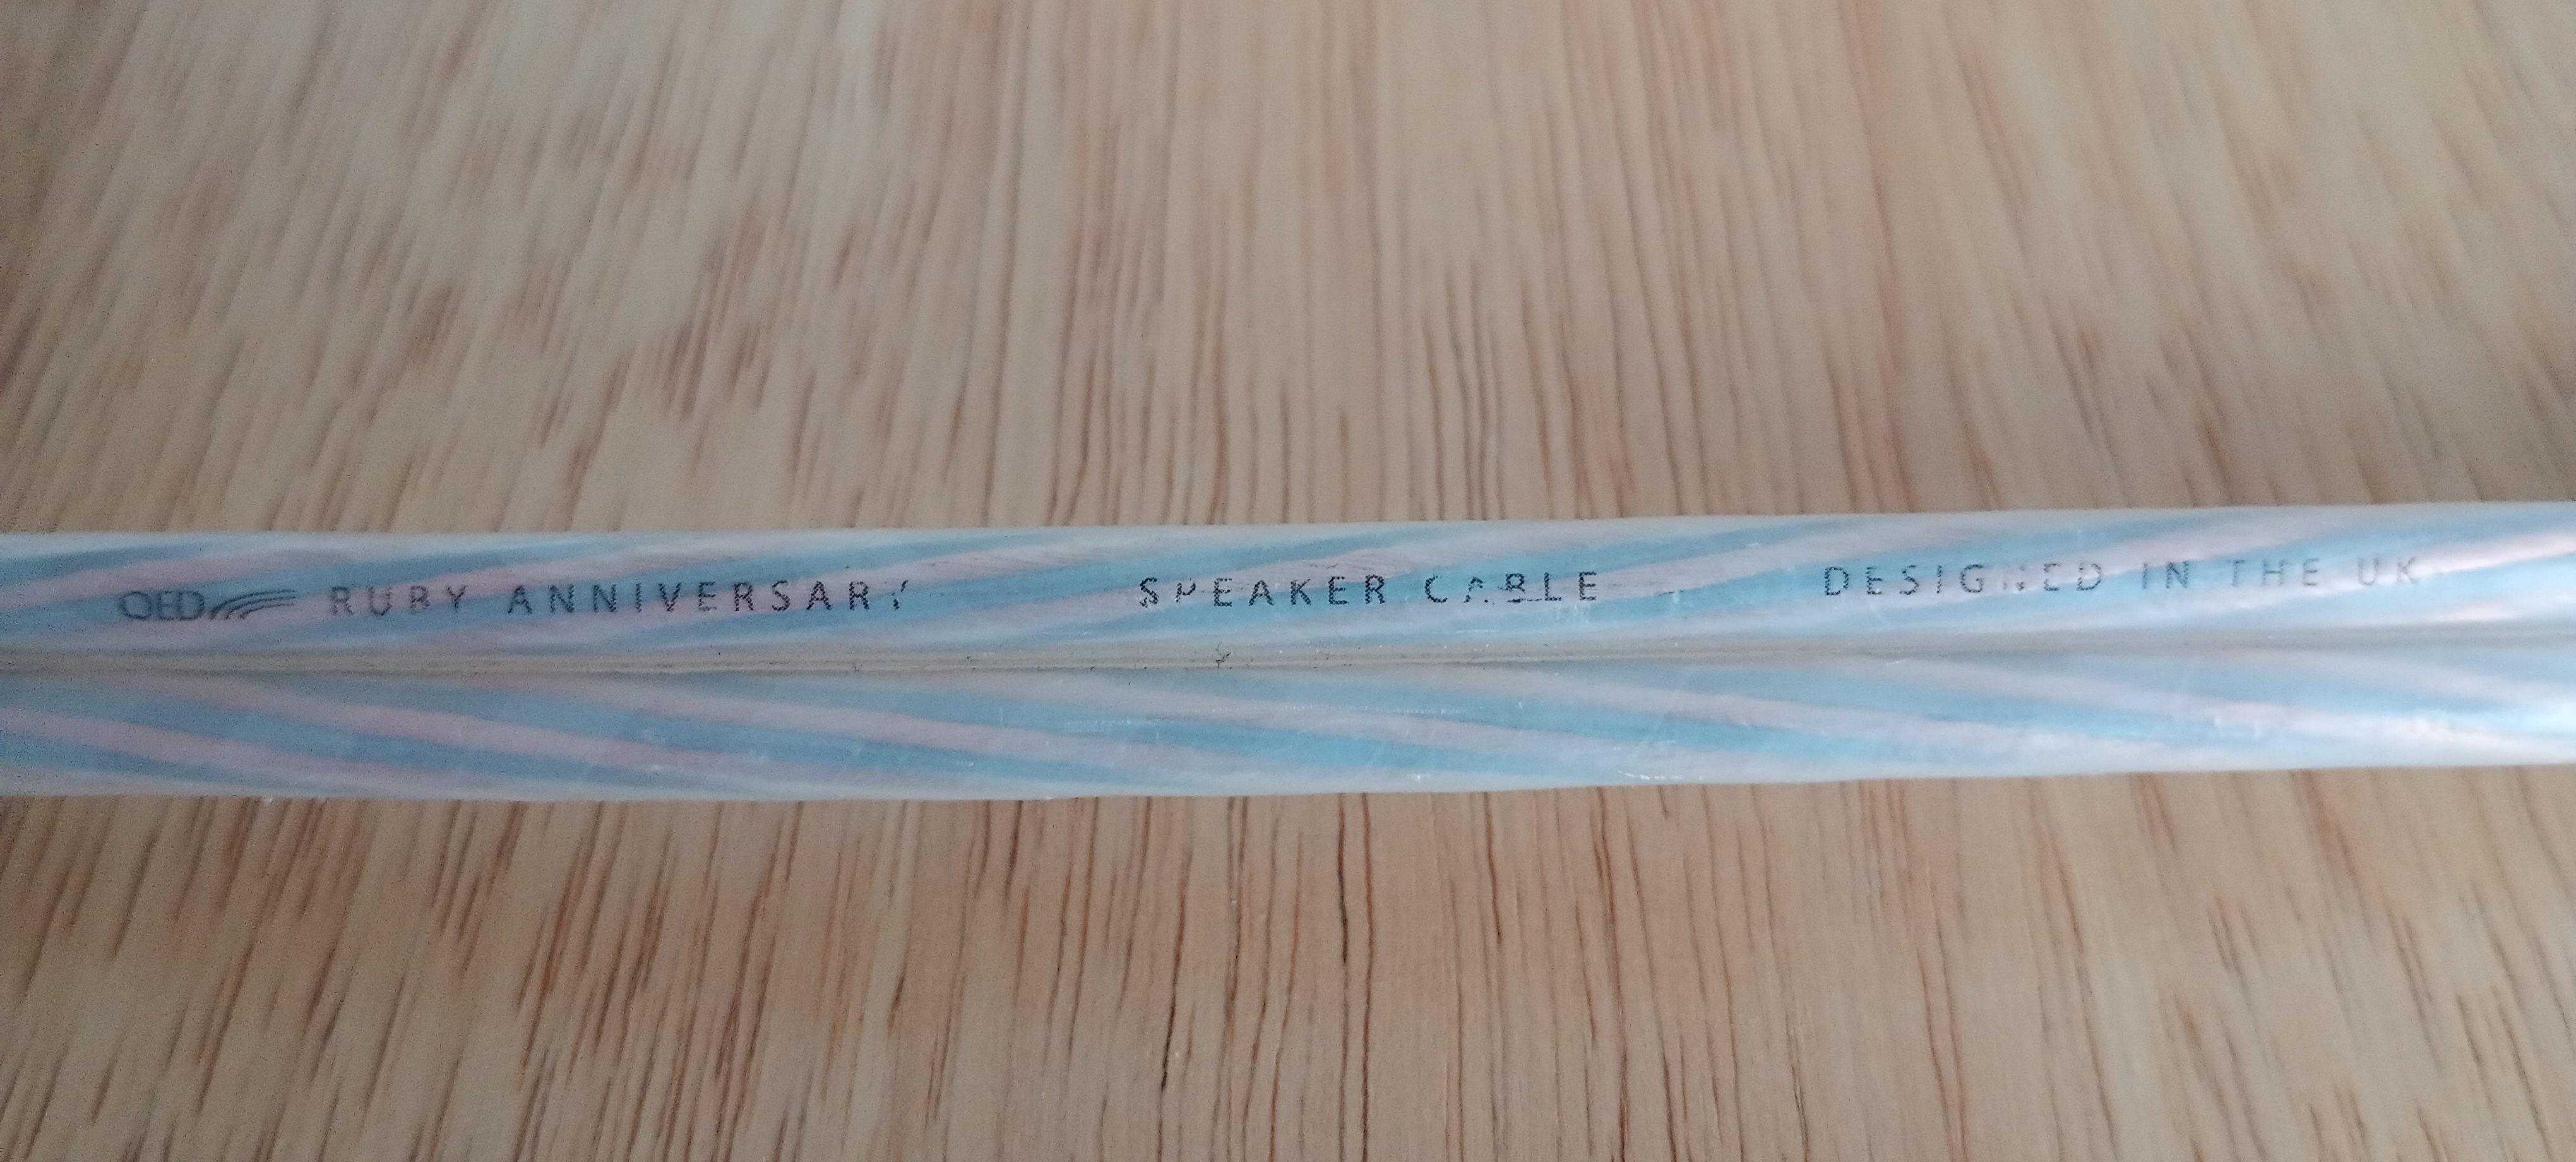 QED RUBY ANNIVERSARY SPEAKER CABLE DESIGNED IN THE UK